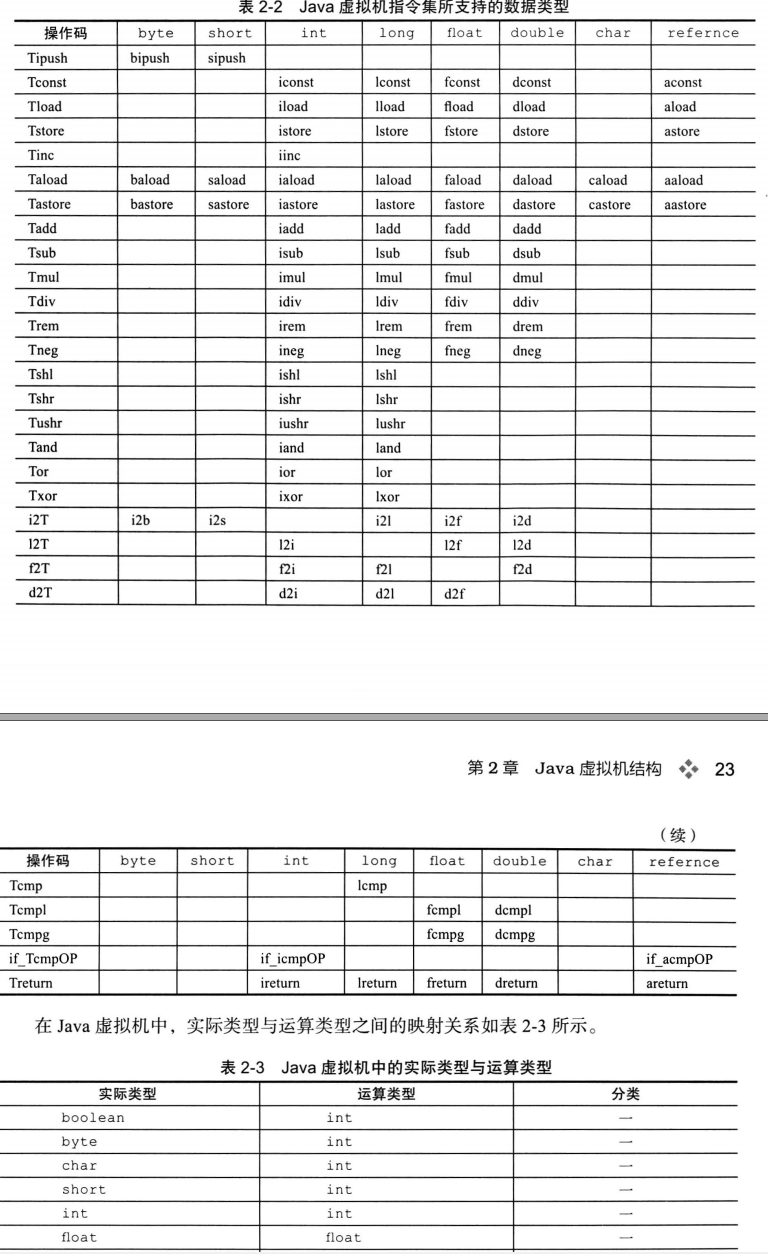 表 2-2 Java 虚拟机指令集所支持的数据类型
操作码 byte short int long float double char refernce
Tipush bipush sipush
Tconst iconst lconst fconst dconst aconst
Tload iload lload fload dload aload
Tstore istore lstore fstore dstore astore
Tinc iinc
Taload baload saload iaload laload faload daload caload aaload
Tastore bastore sastore iastore lastore fastore dastore castore aastore
Tadd iadd ladd fadd dadd
Tsub isub lsub fsub dsub
Tmul imul lmul fmul dmul
Tdiv idiv ldiv fdiv ddiv
Trem irem lrem frem drem
Tneg ineg lneg fneg dneg
Tshl ishl lshl
Tshr ishr lshr
Tushr iushr lushr
Tand iand land
Tor ior lor
Txor ixor lxor
i2T i2b i2s i2l i2f i2d
l2T l2i l2f l2d
f2T f2i f2l f2d
d2T d2i d2l d2f
第 2 章 Java 虚拟机结构 23
（续）
操作码 byte short int long float double char refernce
Tcmp lcmp
Tcmpl fcmpl dcmpl
Tcmpg fcmpg dcmpg
if_TcmpOP if_icmpOP if_acmpOP
Treturn ireturn lreturn freturn dreturn areturn
在 Java 虚拟机中，实际类型与运算类型之间的映射关系如表 2-3 所示。
表 2-3 Java 虚拟机中的实际类型与运算类型
实际类型 运算类型 分类
boolean int 一
byte int 一
char int 一
short int 一
int int 一
float float 一